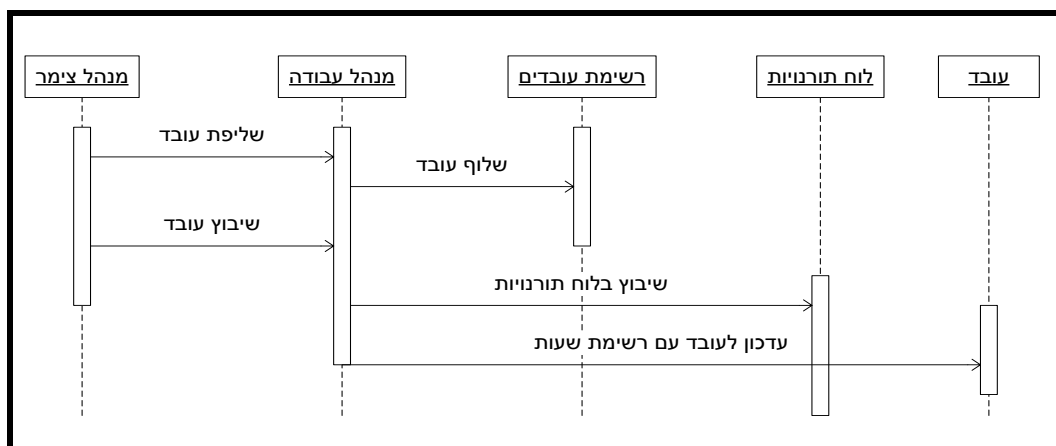 מנהל צימר
מנהל עבודה
רשימת עובדים
לוח תורנויות
עובד
שליפת עובד
שלוף עובד
שיבוץ עובד
שיבוץ בלוח תורנויות
עדכון לעובד עם רשימת שעות